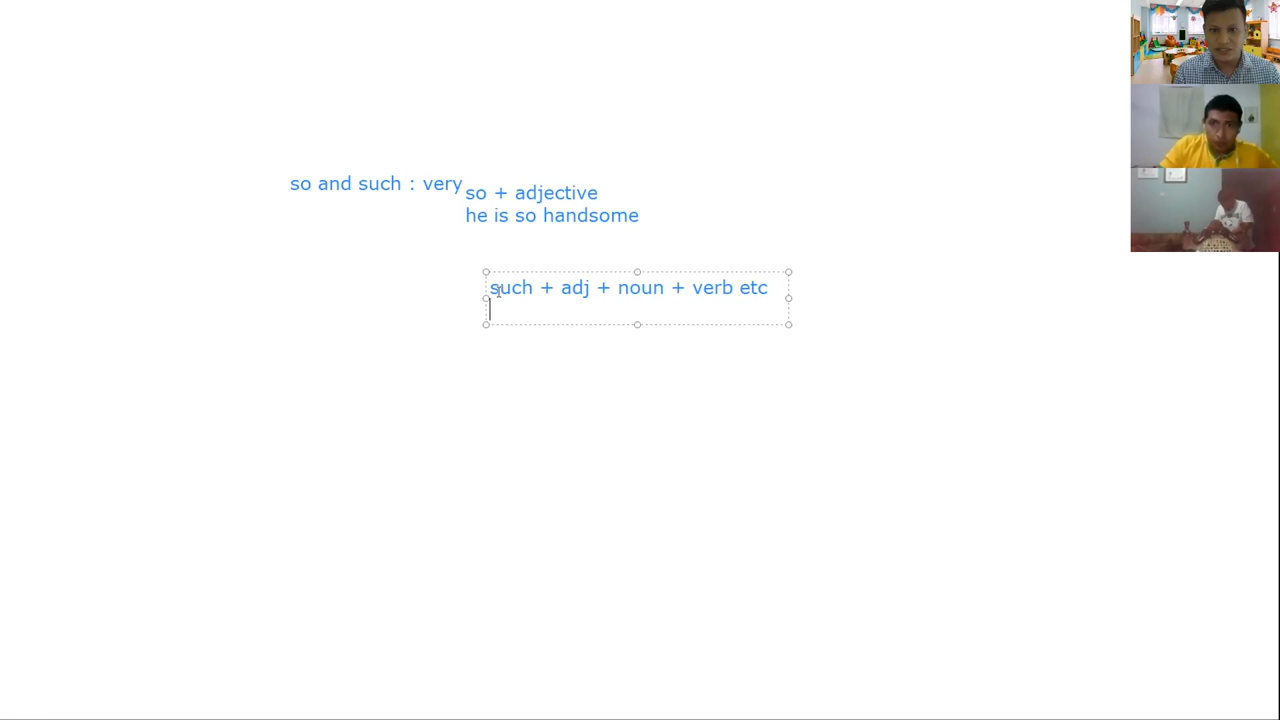 so and such : very
so + adjective
he is so handsome
such + adj + noun + verb etc